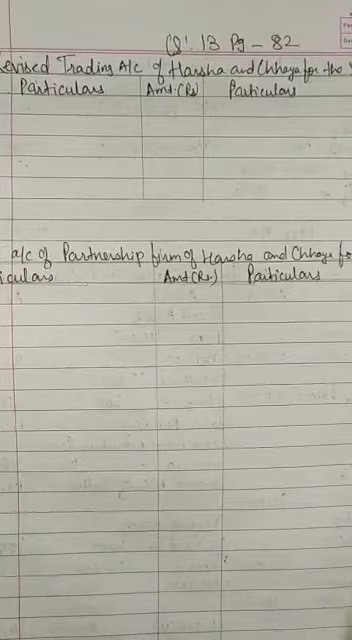 Q: 13 Pg - 82
evised Trading A/c of Harsha and Chhaya for the
Particulars Amt.(Rs) Particulars
a/c of Partnership firm of Harsha and Chhaya fo
iculars Amt(Rs.) Particulars